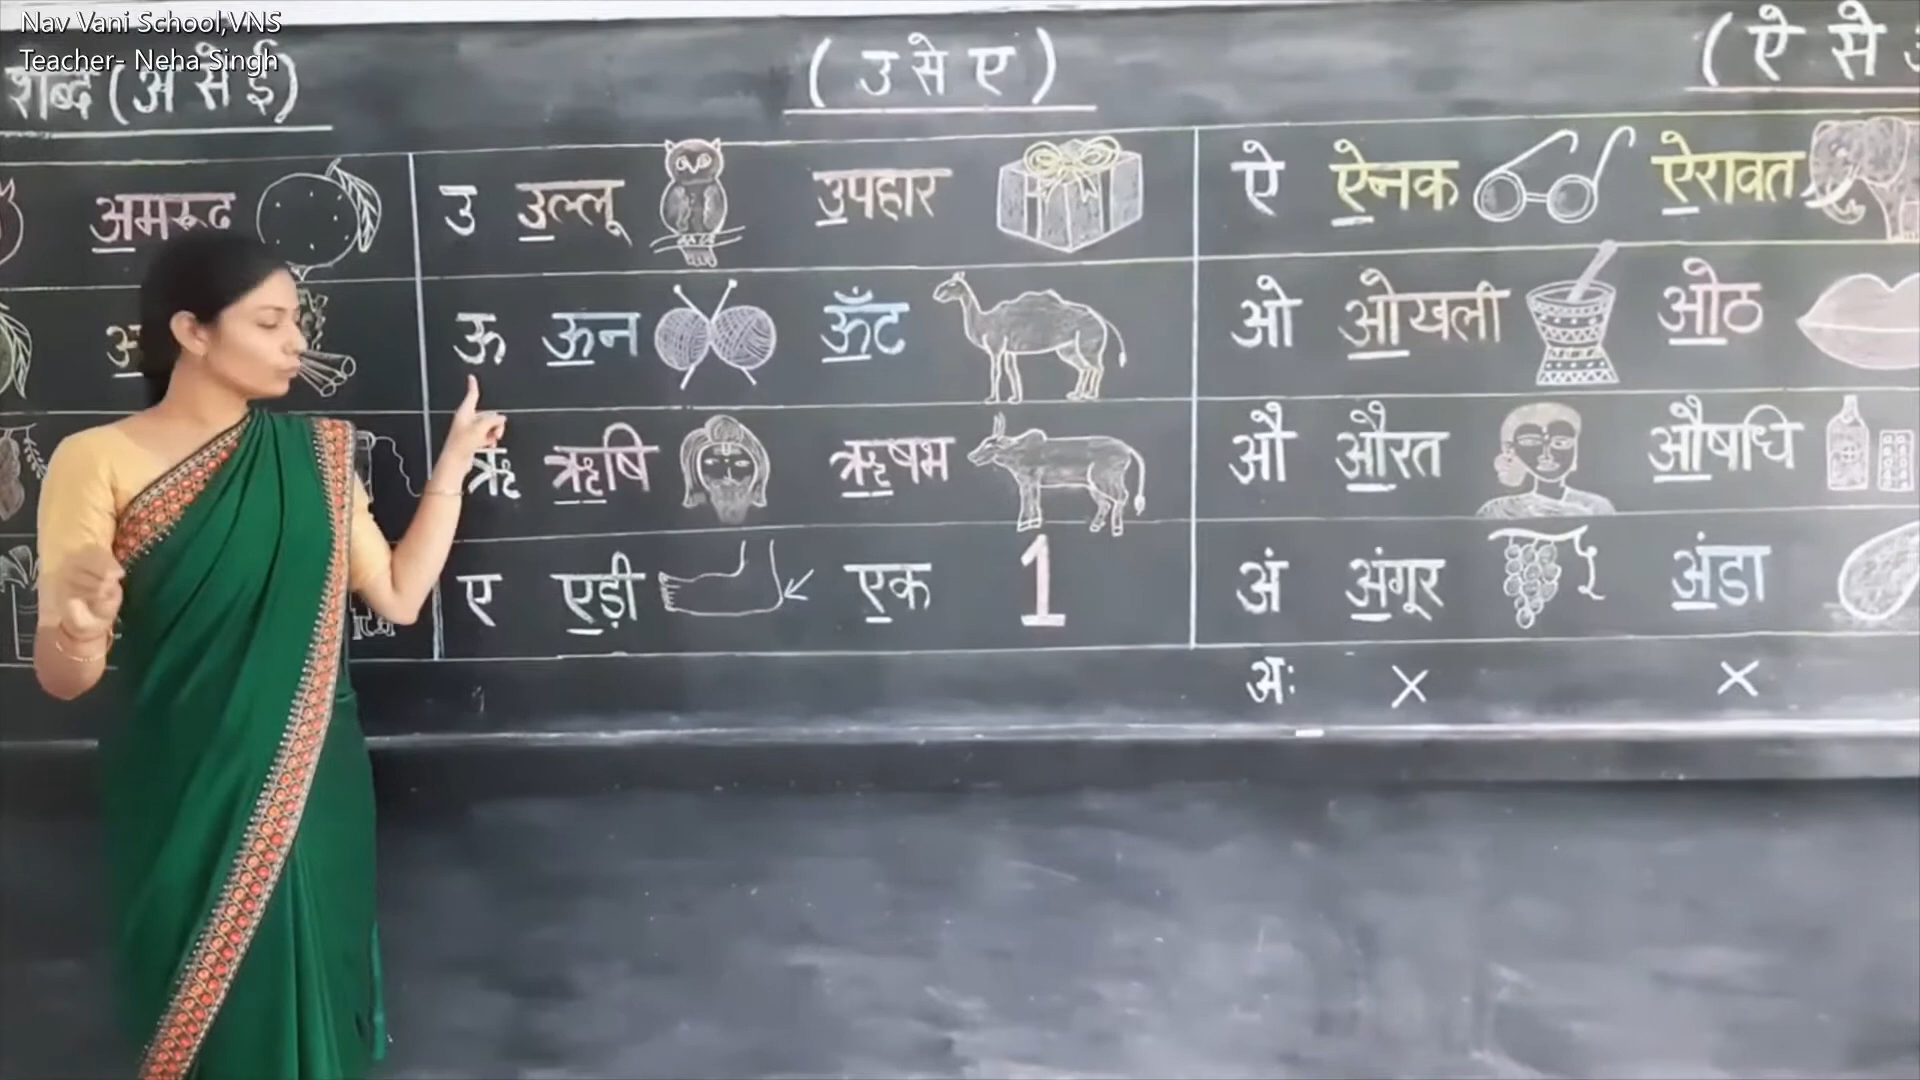 Nav Vani School,VNS
Teacher- Neha Singh
शब्द (अ से ई)
(उ से ए)
(ऐ से
अमरूद
उ उल्लू उपहार
ऐ ऐनक ऐरावत
ऊ ऊन ऊँट
ओ ओखली ओठ
ऋ ऋषि ऋषभ
औ औरत औषधि
ए एड़ी एक 1
अं अंगूर अंडा
अः × ×